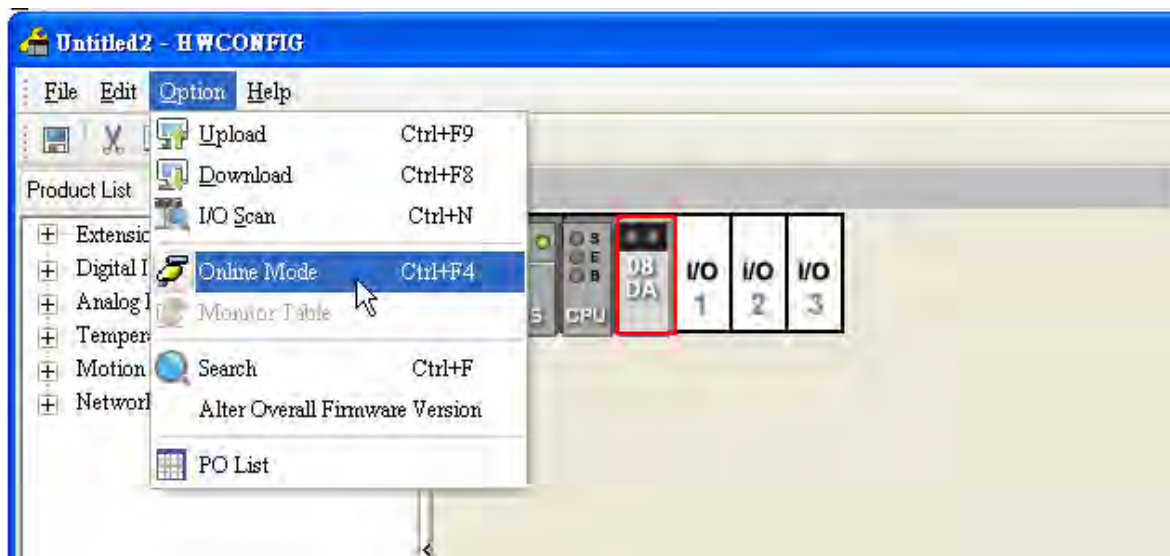 Untitled2 - HWCONFIG
File Edit Option Help
Upload Ctrl+F9
Download Ctrl+F8
I/O Scan Ctrl+N
Online Mode Ctrl+F4
Monitor Table
Search Ctrl+F
Alter Overall Firmware Version
PO List
Product List
Extensio
Digital I
Analog I
Temper
Motion
Network
S
CPU
S
E
B
08
DA
I/O
1
I/O
2
I/O
3